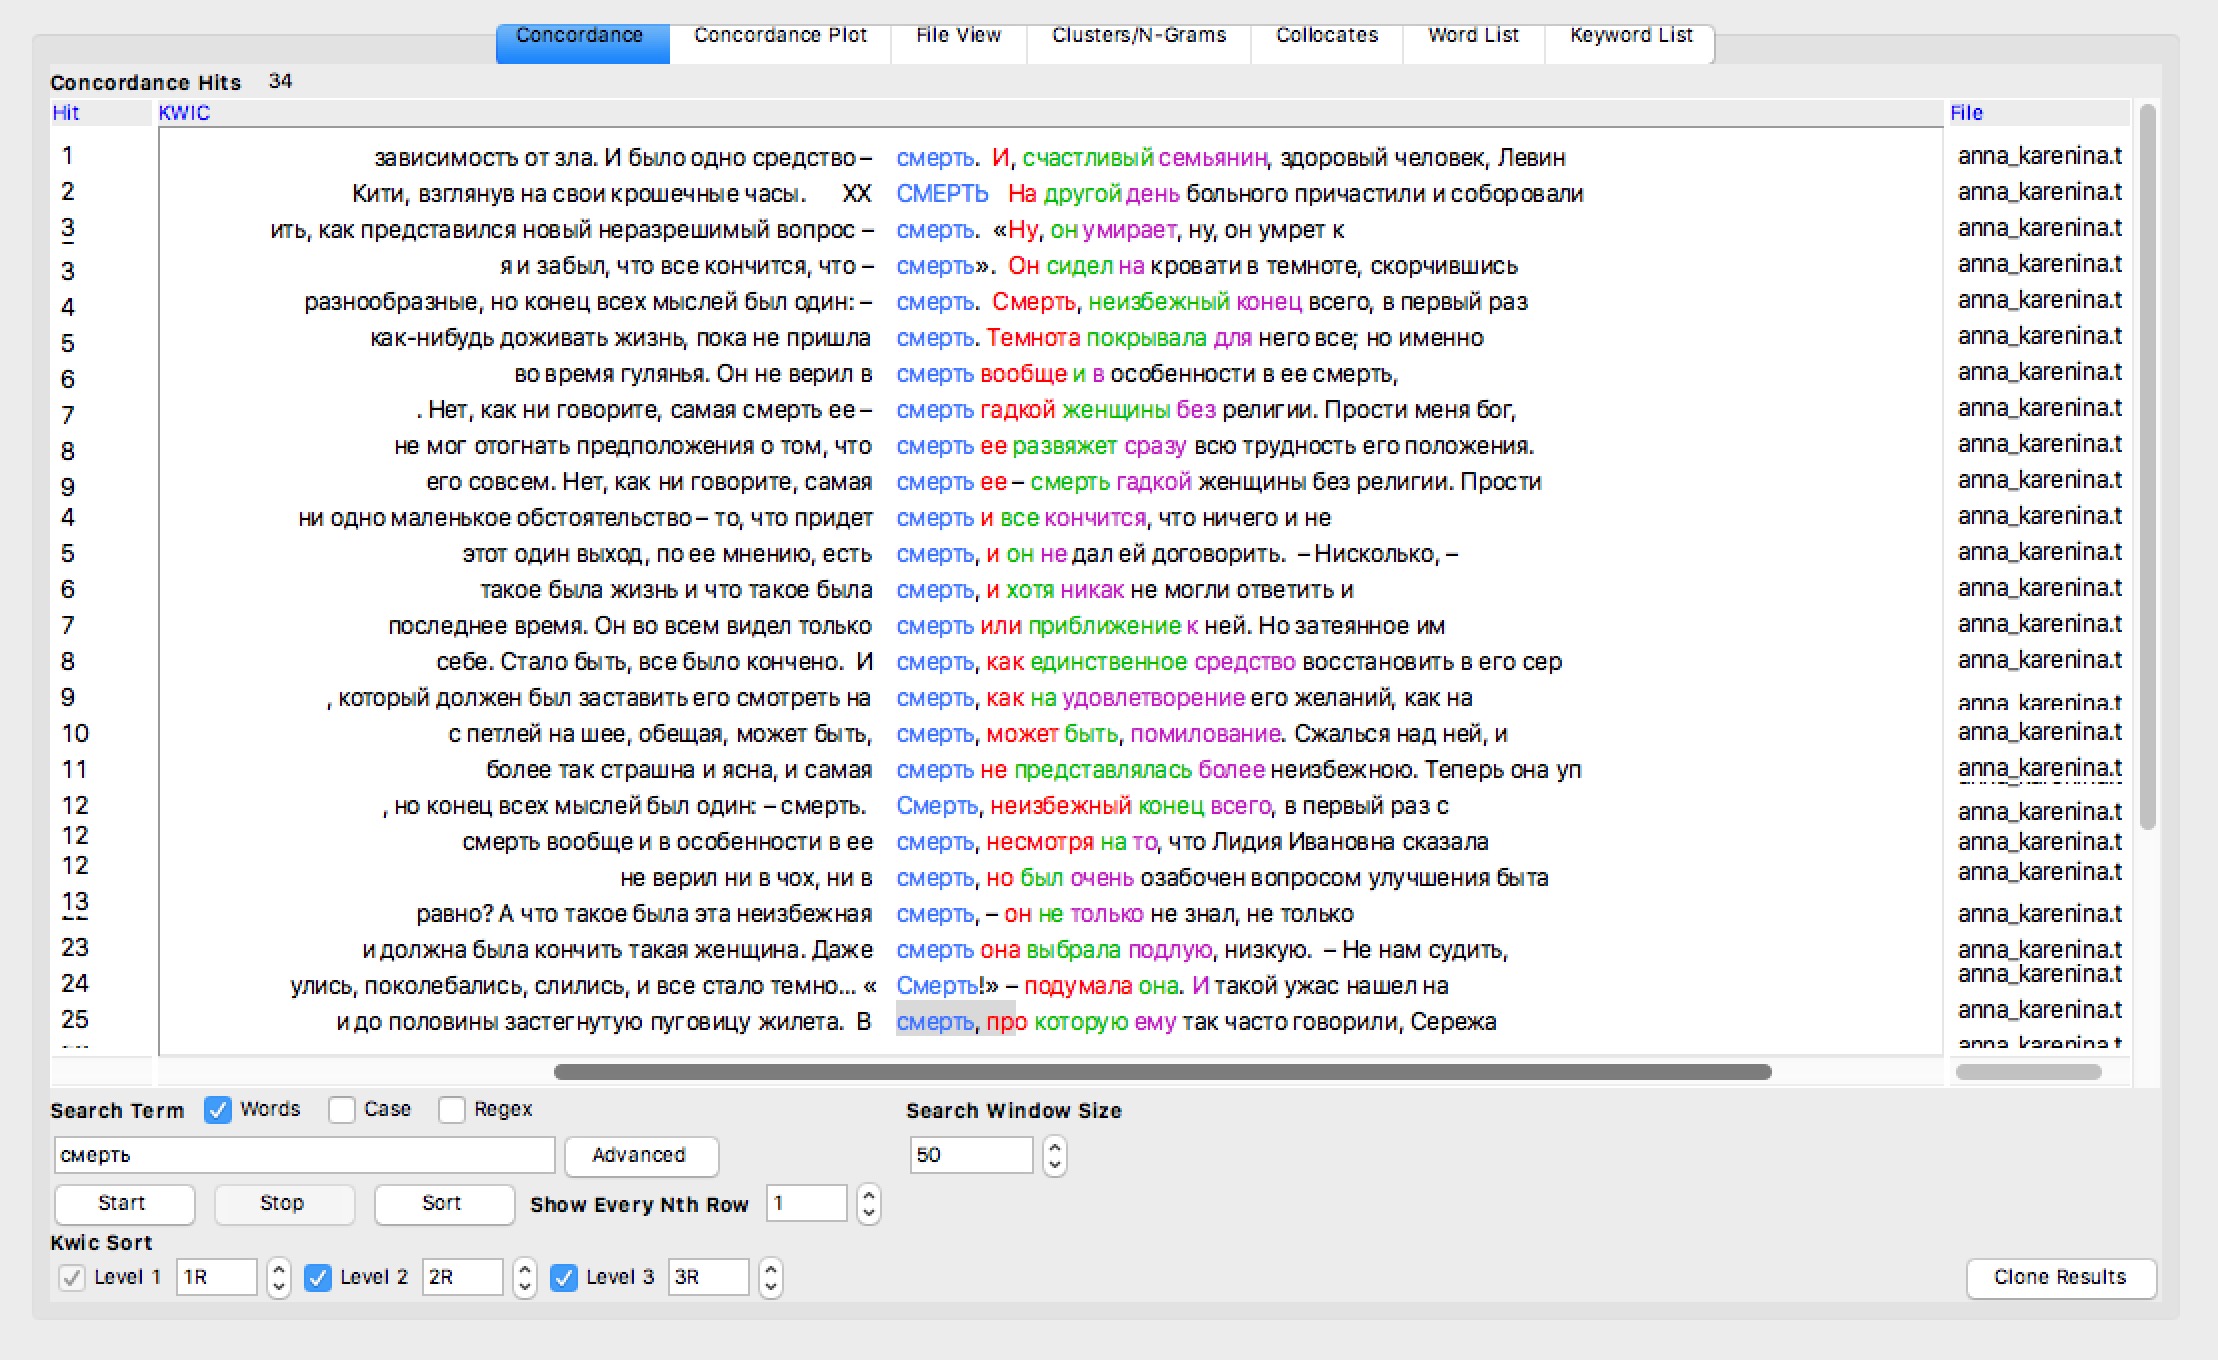 Concordance Concordance Plot File View Clusters/N-Grams Collocates Word List Keyword List
Concordance Hits 34
Hit KWIC File
1 зависимость от зла. И было одно средство – смерть. И, счастливый семьянин, здоровый человек, Левин anna_karenina.t
2 Кити, взглянув на свои крошечные часы. XX СМЕРТЬ На другой день больного причастили и соборовали anna_karenina.t
3 ить, как представился новый неразрешимый вопрос – смерть. «Ну, он умирает, ну, он умрет к anna_karenina.t
3 я и забыл, что все кончится, что – смерть». Он сидел на кровати в темноте, скорчившись anna_karenina.t
4 разнообразные, но конец всех мыслей был один: – смерть. Смерть, неизбежный конец всего, в первый раз anna_karenina.t
5 как-нибудь доживать жизнь, пока не пришла смерть. Темнота покрывала для него все; но именно anna_karenina.t
6 во время гулянья. Он не верил в смерть вообще и в особенности в ее смерть, anna_karenina.t
7 . Нет, как ни говорите, самая смерть ее – смерть гадкой женщины без религии. Прости меня бог, anna_karenina.t
8 не мог отогнать предположения о том, что смерть ее развяжет сразу всю трудность его положения. anna_karenina.t
9 его совсем. Нет, как ни говорите, самая смерть ее – смерть гадкой женщины без религии. Прости anna_karenina.t
4 ни одно маленькое обстоятельство – то, что придет смерть и все кончится, что ничего и не anna_karenina.t
5 этот один выход, по ее мнению, есть смерть, и он не дал ей договорить. – Нисколько, – anna_karenina.t
6 такое была жизнь и что такое была смерть, и хотя никак не могли ответить и anna_karenina.t
7 последнее время. Он во всем видел только смерть или приближение к ней. Но затеянное им anna_karenina.t
8 себе. Стало быть, все было кончено. И смерть, как единственное средство восстановить в его сер anna_karenina.t
9 , который должен был заставить его смотреть на смерть, как на удовлетворение его желаний, как на anna_karenina.t
10 с петлей на шее, обещая, может быть, смерть, может быть, помилование. Сжалься над ней, и anna_karenina.t
11 более так страшна и ясна, и самая смерть не представлялась более неизбежною. Теперь она уп anna_karenina.t
12 , но конец всех мыслей был один: – смерть. Смерть, неизбежный конец всего, в первый раз с anna_karenina.t
12 смерть вообще и в особенности в ее смерть, несмотря на то, что Лидия Ивановна сказала anna_karenina.t
12 не верил ни в чох, ни в смерть, но был очень озабочен вопросом улучшения быта anna_karenina.t
13 равно? А что такое была эта неизбежная смерть, – он не только не знал, не только anna_karenina.t
23 и должна была кончить такая женщина. Даже смерть она выбрала подлую, низкую. – Не нам судить, anna_karenina.t
24 улись, поколебались, слились, и все стало темно... « Смерть!» – подумала она. И такой ужас нашел на anna_karenina.t
25 и до половины застегнутую пуговицу жилета. В смерть, про которую ему так часто говорили, Сережа anna_karenina.t
anna_karenina.t
Search Term Words Case Regex Search Window Size
смерть Advanced 50
Start Stop Sort Show Every Nth Row 1
Kwic Sort
Level 1 1R Level 2 2R Level 3 3R Clone Results